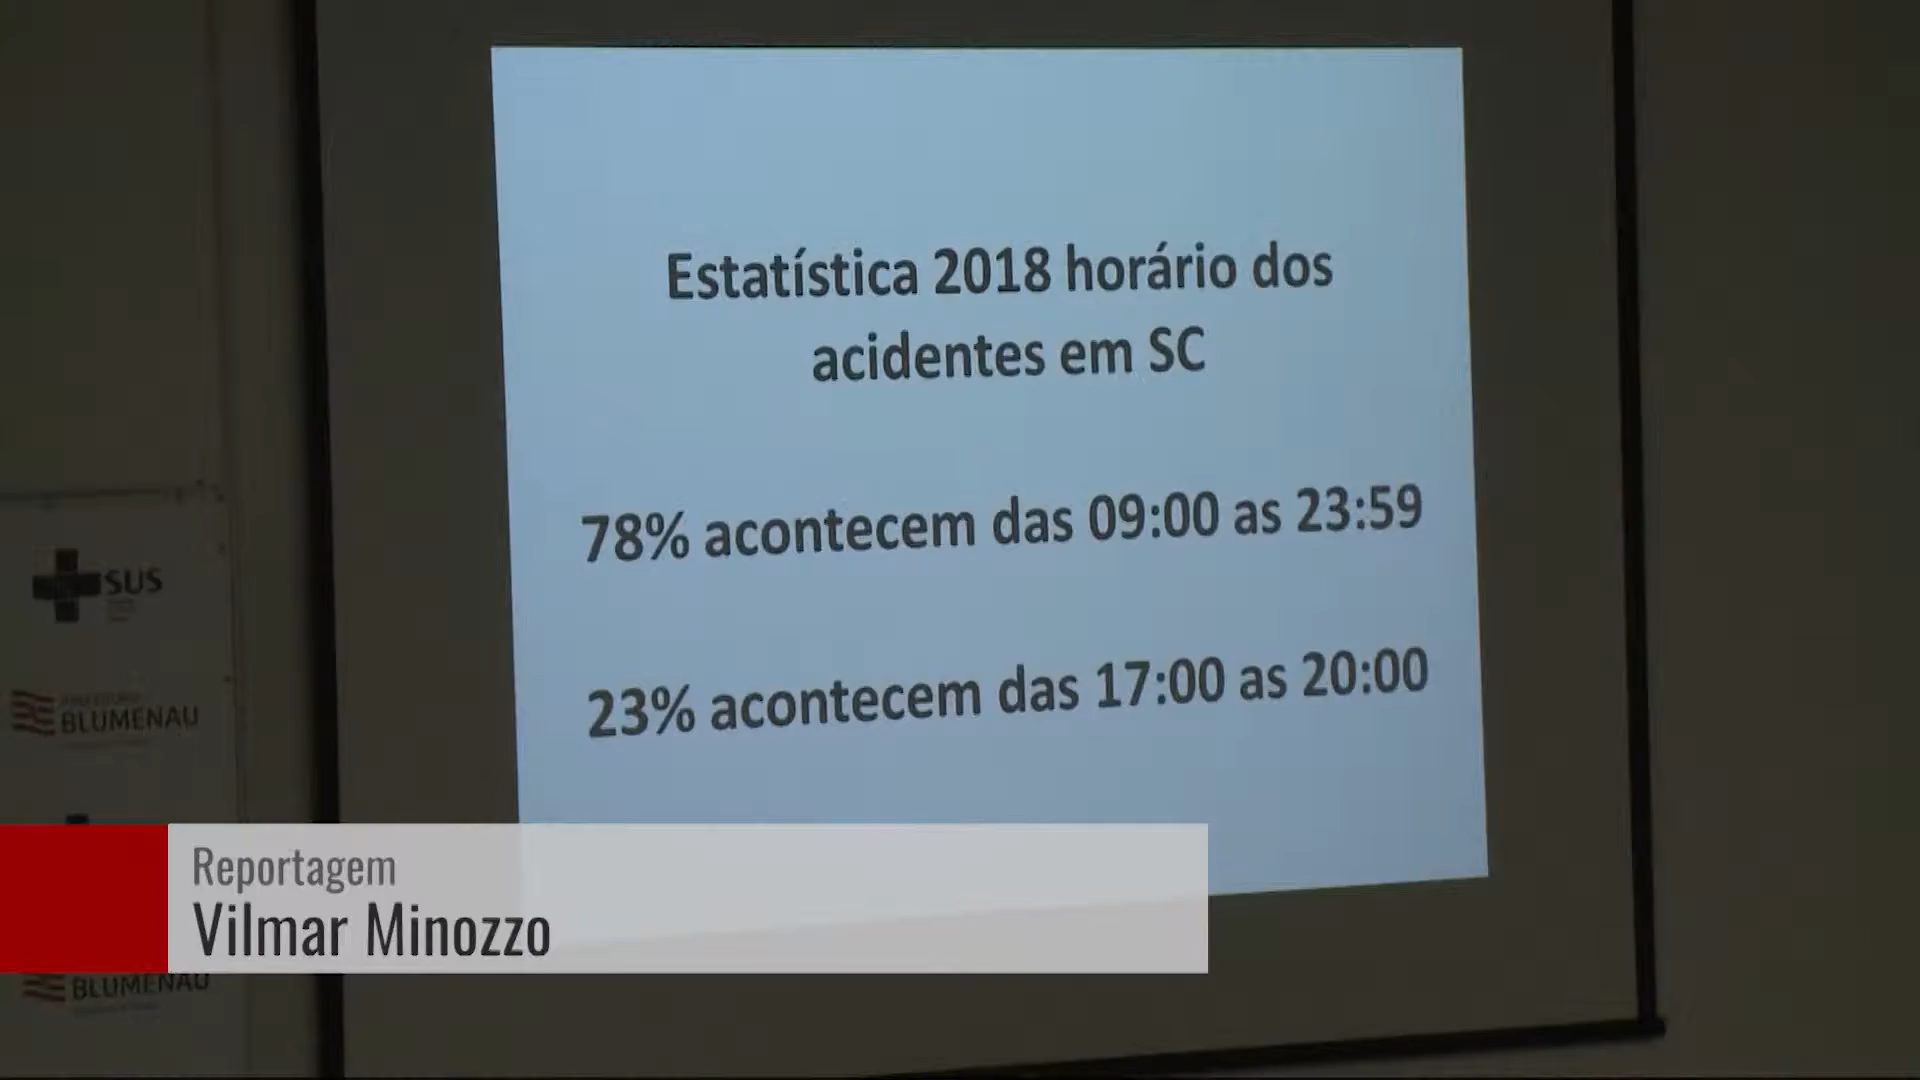 Estatística 2018 horário dos
acidentes em SC
78% acontecem das 09:00 as 23:59
23% acontecem das 17:00 as 20:00
SUS
BLUMENAU
Reportagem
Vilmar Minozzo
BLUMENAU